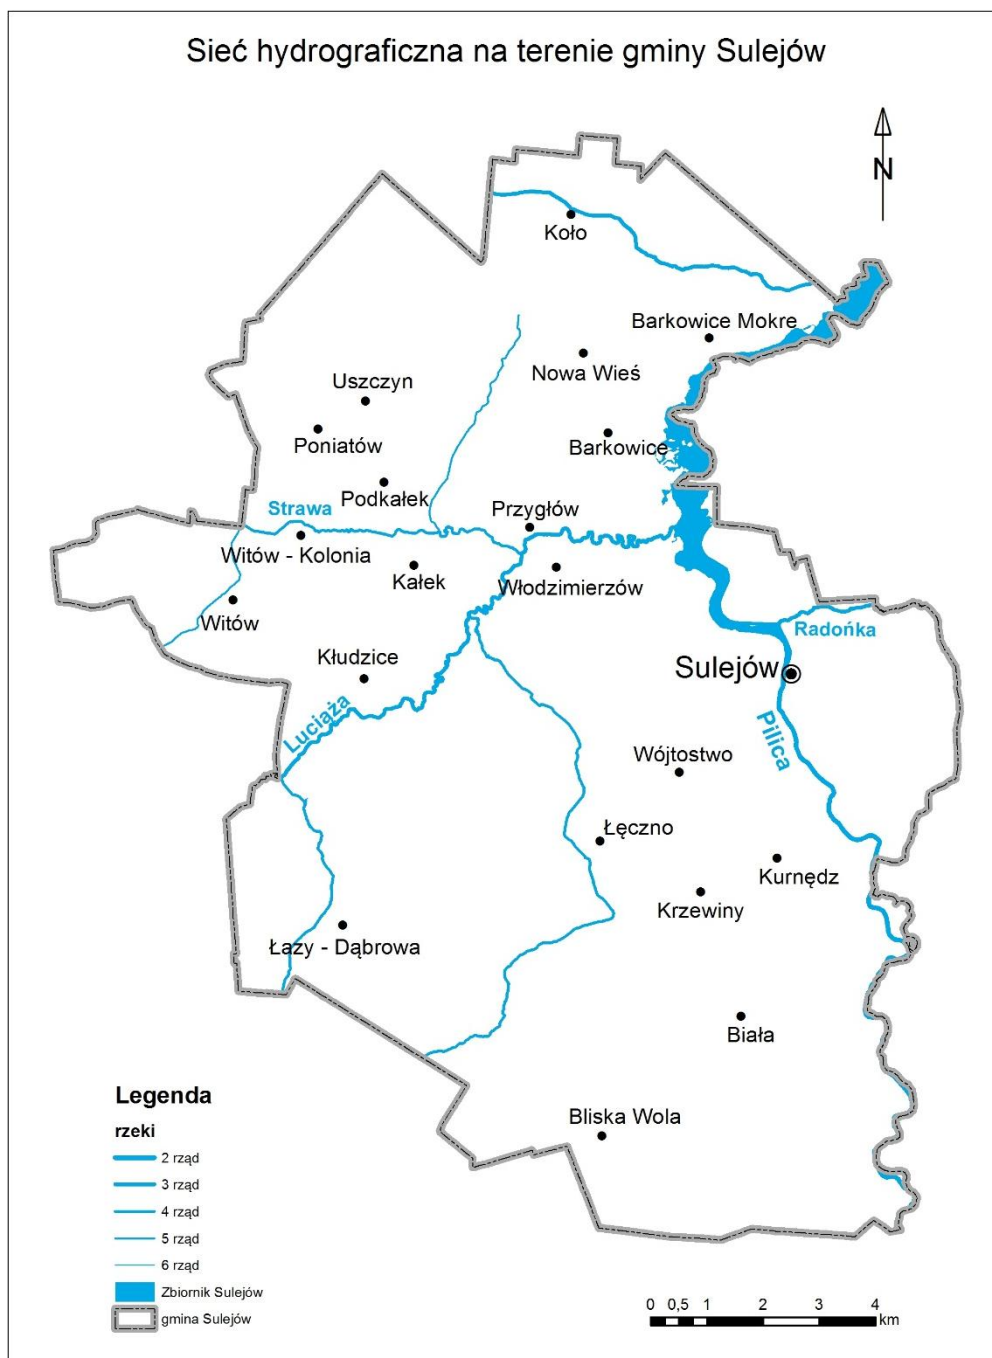 Sieć hydrograficzna na terenie gminy Sulejów
N
Koło
Barkowice Mokre
Nowa Wieś
Uszczyn
Poniatów
Barkowice
Podkałek
Strawa
Przygłów
Witów - Kolonia
Kałek
Włodzimierzów
Witów
Radońka
Kłudzice
Sulejów
Luciąża
Pilica
Wójtostwo
Łęczno
Kurnędz
Krzewiny
Łazy - Dąbrowa
Biała
Bliska Wola
Legenda
rzeki
2 rząd
3 rząd
4 rząd
5 rząd
6 rząd
Zbiornik Sulejów
gmina Sulejów
0 0,5 1 2 3 4
km